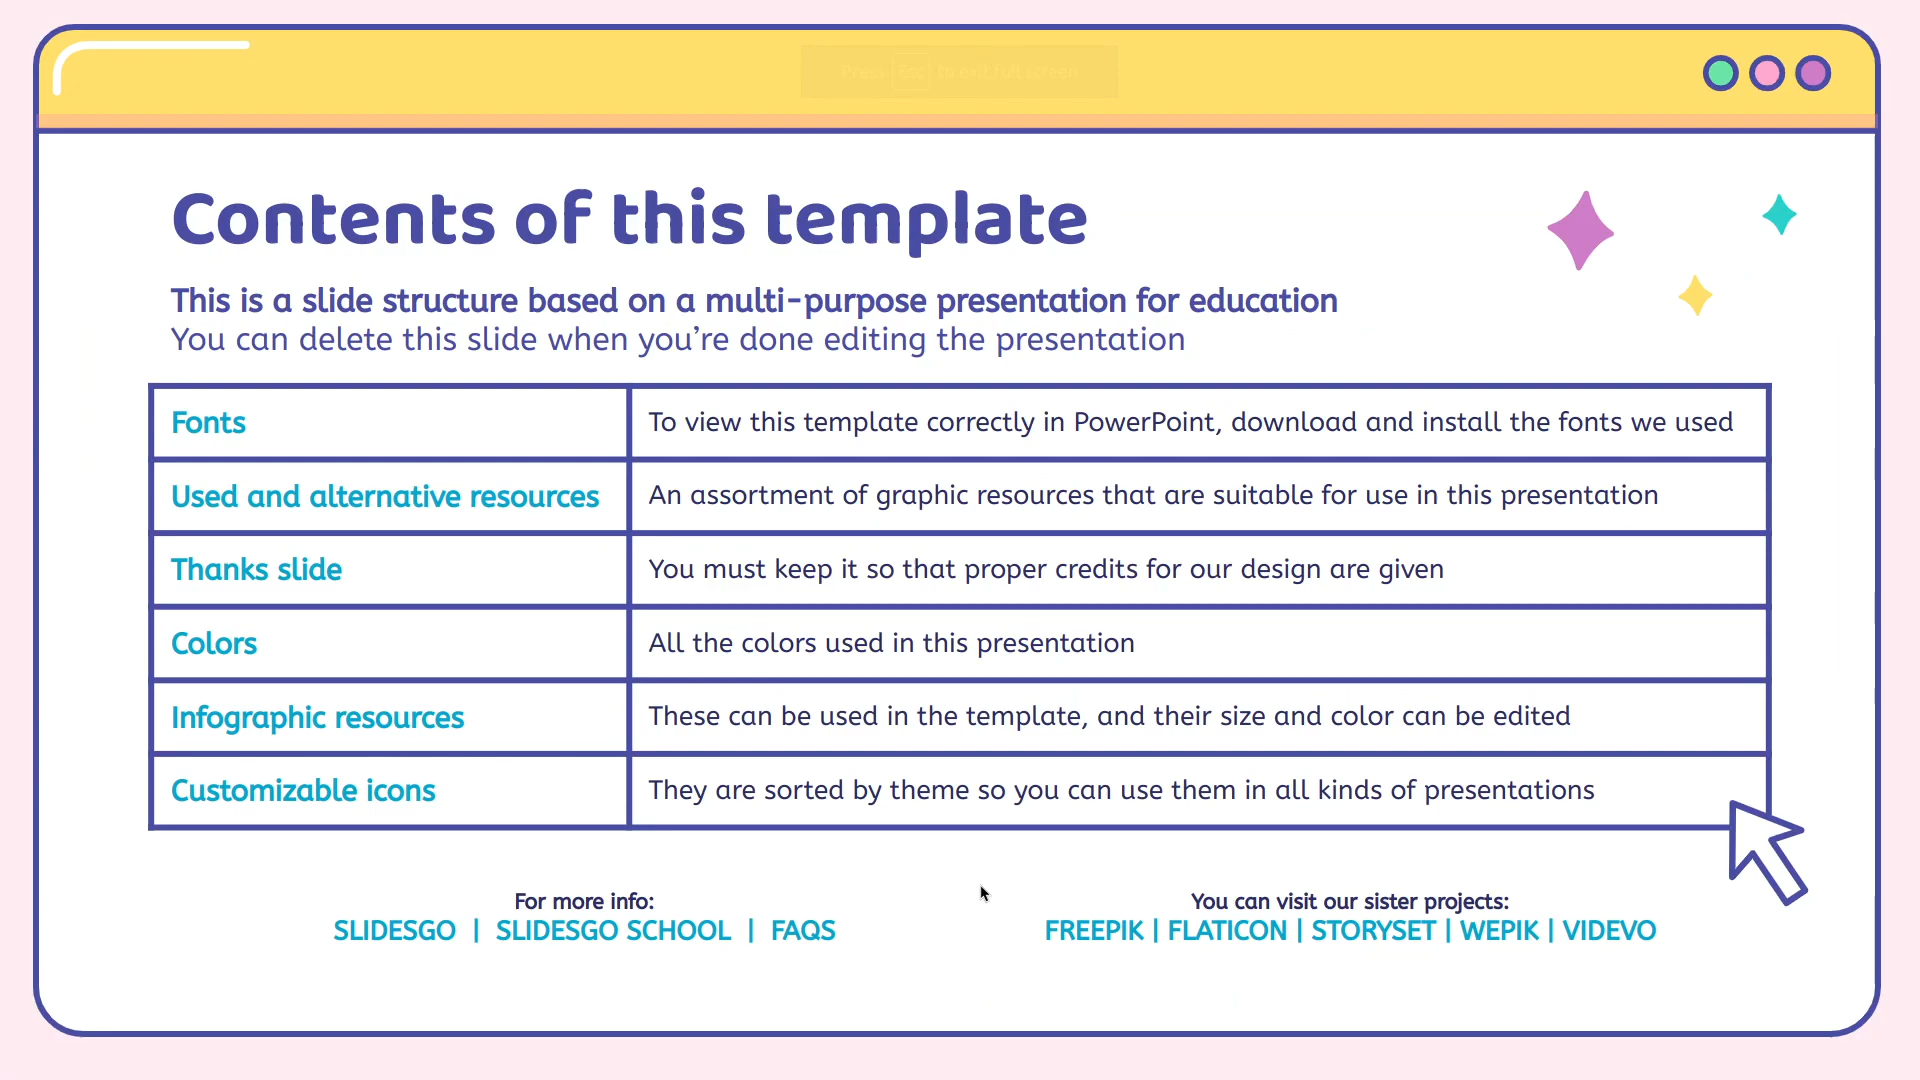 Press Esc to exit full screen
Contents of this template
This is a slide structure based on a multi-purpose presentation for education
You can delete this slide when you’re done editing the presentation
Fonts
To view this template correctly in PowerPoint, download and install the fonts we used
Used and alternative resources
An assortment of graphic resources that are suitable for use in this presentation
Thanks slide
You must keep it so that proper credits for our design are given
Colors
All the colors used in this presentation
Infographic resources
These can be used in the template, and their size and color can be edited
Customizable icons
They are sorted by theme so you can use them in all kinds of presentations
For more info:
SLIDESGO | SLIDESGO SCHOOL | FAQS
You can visit our sister projects:
FREEPIK | FLATICON | STORYSET | WEPIK | VIDEVO